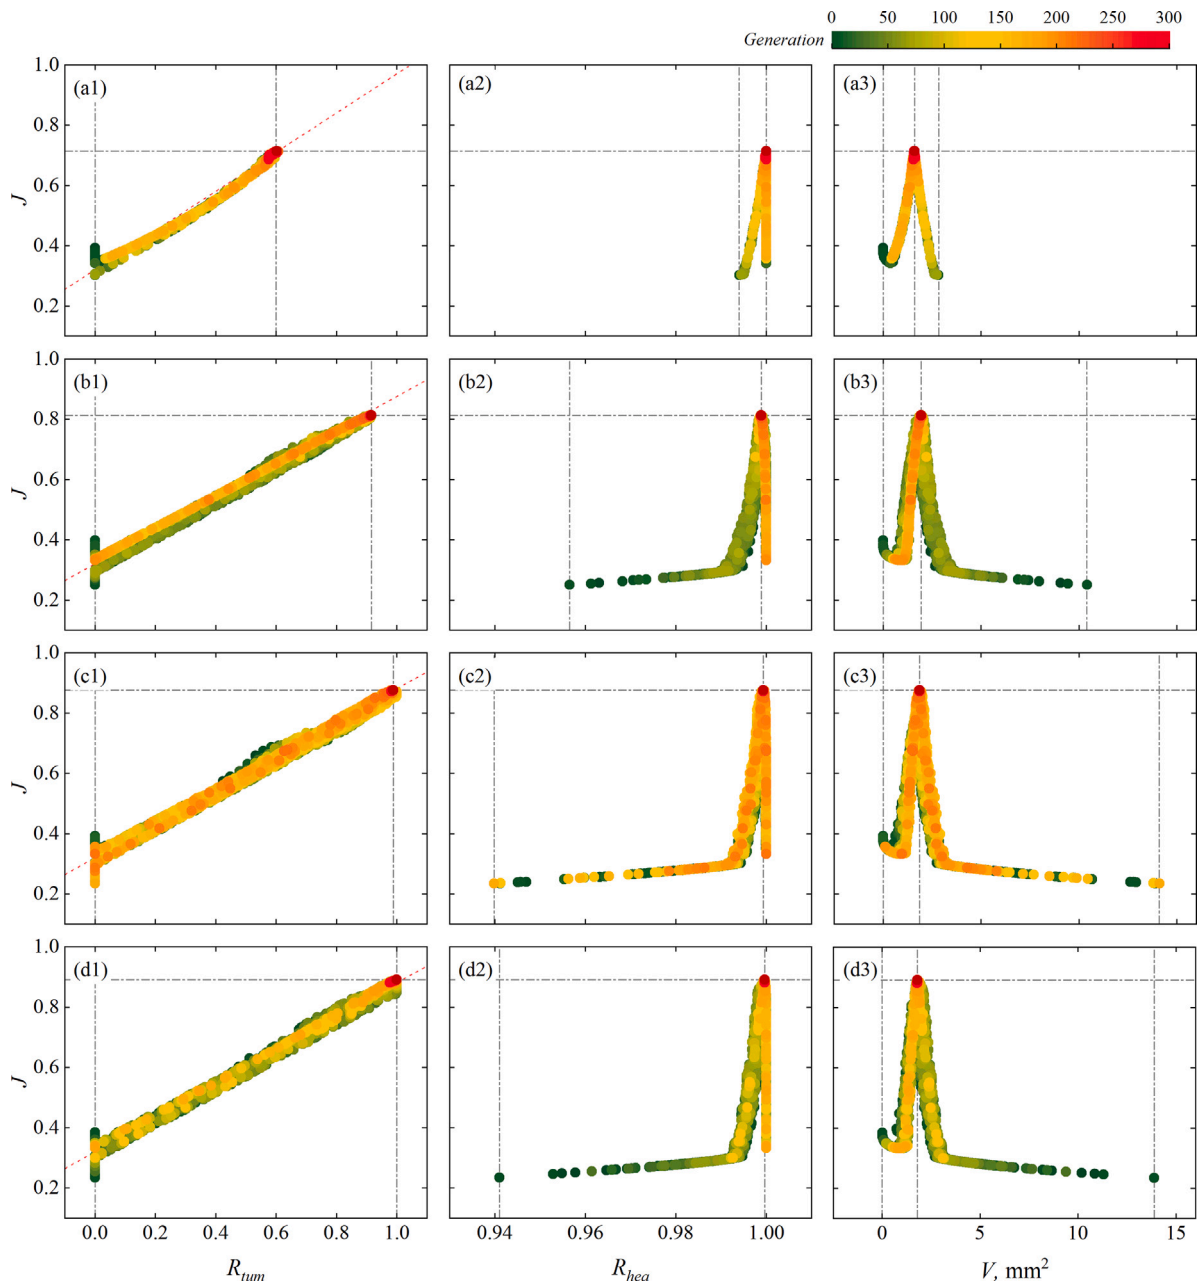 0 50 100 150 200 250 300
Generation
1.0 (a1) (a2) (a3)
0.8
0.6
J
0.4
0.2
1.0 (b1) (b2) (b3)
0.8
0.6
J
0.4
0.2
1.0 (c1) (c2) (c3)
0.8
0.6
J
0.4
0.2
1.0 (d1) (d2) (d3)
0.8
0.6
J
0.4
0.2
0.0 0.2 0.4 0.6 0.8 1.0 0.94 0.96 0.98 1.00 0 5 10 15
R_tum R_hea V, mm²